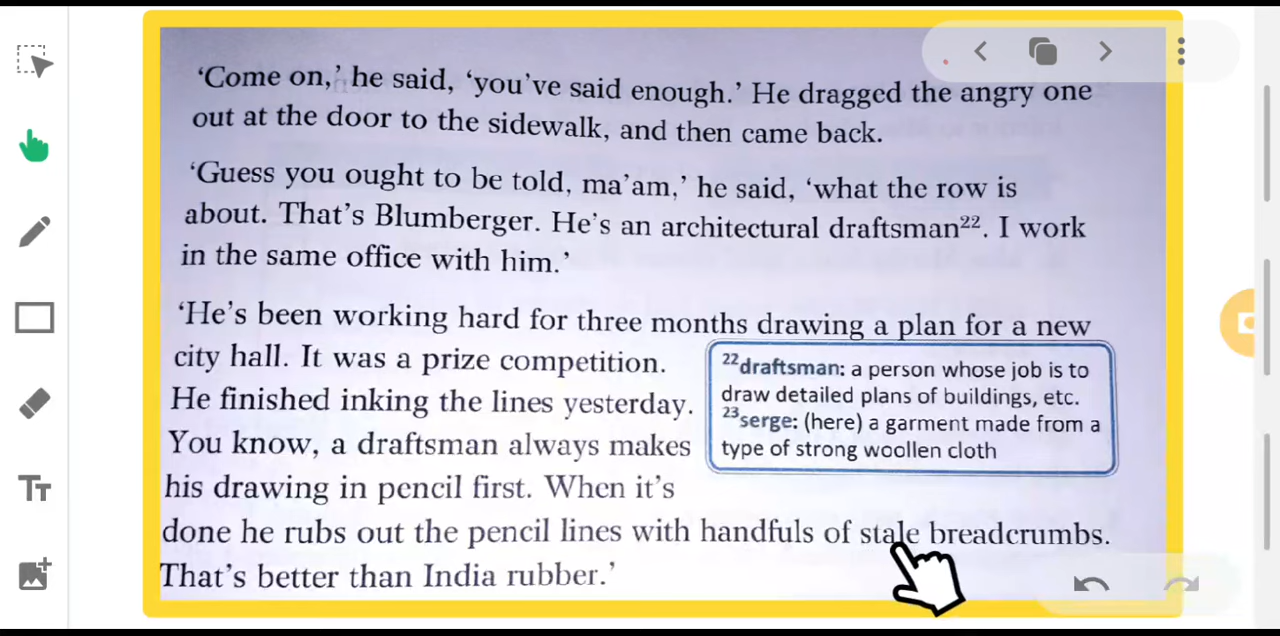 ‘Come on,’ he said, ‘you’ve said enough.’ He dragged the angry one
out at the door to the sidewalk, and then came back.
‘Guess you ought to be told, ma’am,’ he said, ‘what the row is
about. That’s Blumberger. He’s an architectural draftsman²². I work
in the same office with him.’
‘He’s been working hard for three months drawing a plan for a new
city hall. It was a prize competition.
He finished inking the lines yesterday.
You know, a draftsman always makes
his drawing in pencil first. When it’s
done he rubs out the pencil lines with handfuls of stale breadcrumbs.
That’s better than India rubber.’
²²draftsman: a person whose job is to
draw detailed plans of buildings, etc.
²³serge: (here) a garment made from a
type of strong woollen cloth
TT